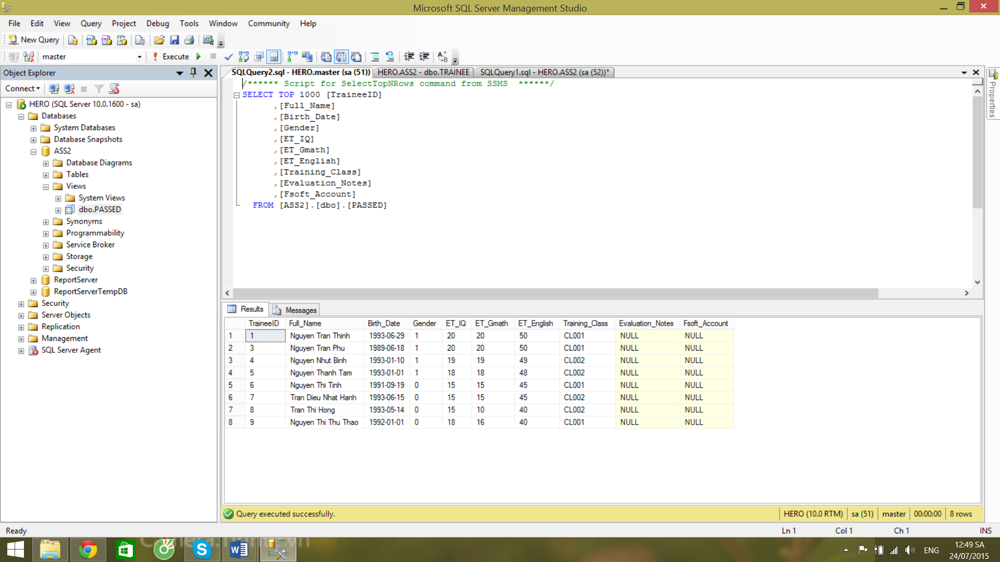 Microsoft SQL Server Management Studio
File Edit View Query Project Debug Tools Window Community Help
New Query
master Execute
Object Explorer
Connect
HERO (SQL Server 10.0.1600 - sa)
Databases
System Databases
Database Snapshots
ASS2
Database Diagrams
Tables
Views
System Views
dbo.PASSED
Synonyms
Programmability
Service Broker
Storage
Security
ReportServer
ReportServerTempDB
Security
Server Objects
Replication
Management
SQL Server Agent
SQLQuery2.sql - HERO.master (sa (51)) HERO.ASS2 - dbo.TRAINEE SQLQuery1.sql - HERO.ASS2 (sa (52))*
/****** Script for SelectTopNRows command from SSMS ******/
SELECT TOP 1000 [TraineeID]
,[Full_Name]
,[Birth_Date]
,[Gender]
,[ET_IQ]
,[ET_Gmath]
,[ET_English]
,[Training_Class]
,[Evaluation_Notes]
,[Fsoft_Account]
FROM [ASS2].[dbo].[PASSED]
Properties
Results Messages
TraineeID Full_Name Birth_Date Gender ET_IQ ET_Gmath ET_English Training_Class Evaluation_Notes Fsoft_Account
1 1 Nguyen Tran Thinh 1993-06-29 1 20 20 50 CL001 NULL NULL
2 3 Nguyen Tran Phu 1989-06-18 1 20 20 50 CL001 NULL NULL
3 4 Nguyen Nhut Binh 1993-01-10 1 19 19 49 CL002 NULL NULL
4 5 Nguyen Thanh Tam 1993-01-01 1 18 18 48 CL002 NULL NULL
5 6 Nguyen Thi Tinh 1991-09-19 0 15 15 45 CL001 NULL NULL
6 7 Tran Dieu Nhat Hanh 1993-06-15 0 15 15 45 CL002 NULL NULL
7 8 Tran Thi Hong 1993-05-14 0 15 10 40 CL002 NULL NULL
8 9 Nguyen Thi Thu Thao 1992-01-01 0 18 16 40 CL001 NULL NULL
Query executed successfully. HERO (10.0 RTM) sa (51) master 00:00:00 8 rows
Ready Ln 1 Col 1 Ch 1 INS
ENG 12:49 SA
24/07/2015